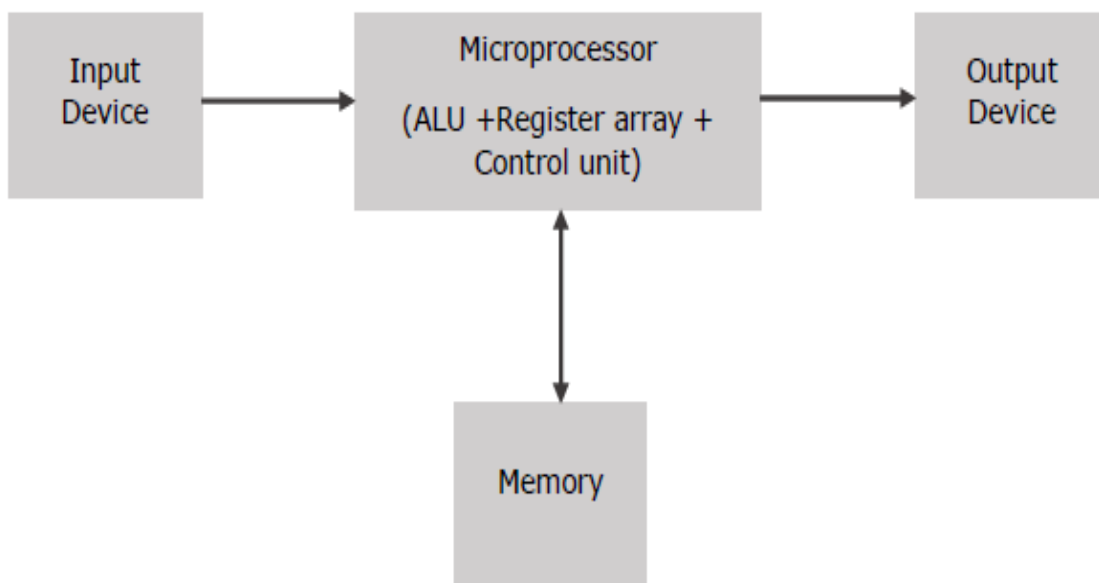 Input
Device
Microprocessor
(ALU +Register array +
Control unit)
Output
Device
Memory